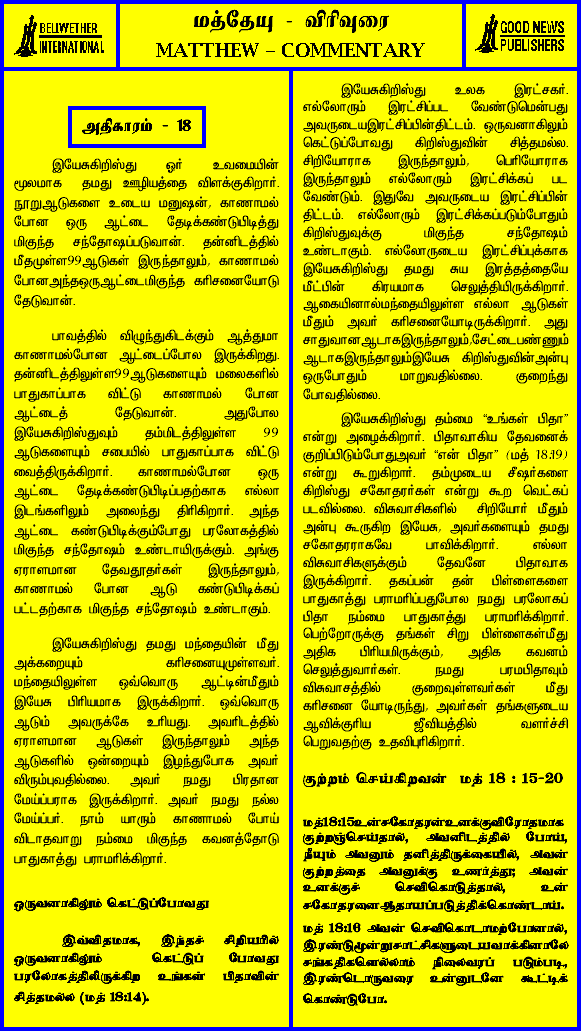 BELWETHER
INTERNATIONAL
மத்தேயு - விரிவுரை
MATTHEW – COMMENTARY
GOOD NEWS
PUBLISHERS
அதிகாரம் - 18
இயேசுகிறிஸ்து ஓர் உவமையின்
மூலமாக தமது ஊழியத்தை விளக்குகிறார்.
நூறுஆடுகளை உடைய மனுஷன், காணாமல்
போன ஒரு ஆட்டை தேடிக்கண்டுபிடித்து
மிகுந்த சந்தோஷப்படுவான். தன்னிடத்தில்
மீதமுள்ள99ஆடுகள் இருந்தாலும், காணாமல்
போனஅந்தஒருஆட்டைமிகுந்த கரிசனையோடு
தேடுவான்.
பாவத்தில் விழுந்துகிடக்கும் ஆத்துமா
காணாமல்போன ஆட்டைப்போல இருக்கிறது.
தன்னிடத்திலுள்ள99ஆடுகளையும் மலைகளில்
பாதுகாப்பாக விட்டு காணாமல் போன
ஆட்டைத் தேடுவான். அதுபோல
இயேசுகிறிஸ்துவும் தம்மிடத்திலுள்ள 99
ஆடுகளையும் சபையில் பாதுகாப்பாக விட்டு
வைத்திருக்கிறார். காணாமல்போன ஒரு
ஆட்டை தேடிக்கண்டுபிடிப்பதற்காக எல்லா
இடங்களிலும் அலைந்து திரிகிறார். அந்த
ஆட்டை கண்டுபிடிக்கும்போது பரலோகத்தில்
மிகுந்த சந்தோஷம் உண்டாயிருக்கும். அங்கு
ஏராளமான தேவதூதர்கள் இருந்தாலும்,
காணாமல் போன ஆடு கண்டுபிடிக்கப்
பட்டதற்காக மிகுந்த சந்தோஷம் உண்டாகும்.
இயேசுகிறிஸ்து தமது மந்தையின் மீது
அக்கறையும் கரிசனையுமுள்ளவர்.
மந்தையிலுள்ள ஒவ்வொரு ஆட்டின்மீதும்
இயேசு பிரியமாக இருக்கிறார். ஒவ்வொரு
ஆடும் அவருக்கே உரியது. அவரிடத்தில்
ஏராளமான ஆடுகள் இருந்தாலும் அந்த
ஆடுகளில் ஒன்றையும் இழந்துபோக அவர்
விரும்புவதில்லை. அவர் நமது பிரதான
மேய்ப்பராக இருக்கிறார். அவர் நமது நல்ல
மேய்ப்பர். நாம் யாரும் காணாமல் போய்
விடாதவாறு நம்மை மிகுந்த கவனத்தோடு
பாதுகாத்து பராமரிக்கிறார்.
ஒருவனாகிலும் கெட்டுப்போவது
இவ்விதமாக, இந்தச் சிறியரில்
ஒருவனாகிலும் கெட்டுப் போவது
பரலோகத்திலிருக்கிற உங்கள் பிதாவின்
சித்தமல்ல (மத் 18:14).
இயேசுகிறிஸ்து உலக இரட்சகர்.
எல்லோரும் இரட்சிப்பட வேண்டுமென்பது
அவருடையஇரட்சிப்பின்திட்டம். ஒருவனாகிலும்
கெட்டுப்போவது கிறிஸ்துவின் சித்தமல்ல.
சிறியோராக இருந்தாலும், பெரியோராக
இருந்தாலும் எல்லோரும் இரட்சிக்கப் பட
வேண்டும். இதுவே அவருடைய இரட்சிப்பின்
திட்டம். எல்லோரும் இரட்சிக்கப்படும்போதும்
கிறிஸ்துவுக்கு மிகுந்த சந்தோஷம்
உண்டாகும். எல்லோருடைய இரட்சிப்புக்காக
இயேசுகிறிஸ்து தமது சுய இரத்தத்தையே
மீட்பின் கிரயமாக செலுத்தியிருக்கிறார்.
ஆகையினால்மந்தையிலுள்ள எல்லா ஆடுகள்
மீதும் அவர் கரிசனையோடிருக்கிறார். அது
சாதுவானஆடாகஇருந்தாலும்,சேட்டைபண்ணும்
ஆடாகஇருந்தாலும்இயேசு கிறிஸ்துவின்அன்பு
ஒருபோதும் மாறுவதில்லை. குறைந்து
போவதில்லை.
இயேசுகிறிஸ்து தம்மை “உங்கள் பிதா”
என்று அழைக்கிறார். பிதாவாகிய தேவனைக்
குறிப்பிடும்போதுஅவர் “என் பிதா” (மத் 18:19)
என்று கூறுகிறார். தம்முடைய சீஷர்களை
கிறிஸ்து சகோதரர்கள் என்று கூற வெட்கப்
படவில்லை. விசுவாசிகளில் சிறியோர் மீதும்
அன்பு கூருகிற இயேசு, அவர்களையும் தமது
சகோதரராகவே பாவிக்கிறார். எல்லா
விசுவாசிகளுக்கும் தேவனே பிதாவாக
இருக்கிறார். தகப்பன் தன் பிள்ளைகளை
பாதுகாத்து பராமரிப்பதுபோல நமது பரலோகப்
பிதா நம்மை பாதுகாத்து பராமரிக்கிறார்.
பெற்றோருக்கு தங்கள் சிறு பிள்ளைகள்மீது
அதிக பிரியமிருக்கும், அதிக கவனம்
செலுத்துவார்கள். நமது பரமபிதாவும்
விசுவாசத்தில் குறைவுள்ளவர்கள் மீது
கரிசனை யோடிருந்து, அவர்கள் தங்களுடைய
ஆவிக்குரிய ஜீவியத்தில் வளர்ச்சி
பெறுவதற்கு உதவிபுரிகிறார்.
குற்றம் செய்கிறவன் மத் 18 : 15-20
மத்18:15உன்சகோதரன்உனக்குவிரோதமாக
குற்றஞ்செய்தால், அவனிடத்தில் போய்,
நீயும் அவனும் தனித்திருக்கையில், அவன்
குற்றத்தை அவனுக்கு உணர்த்து; அவன்
உனக்குச் செவிகொடுத்தால், உன்
சகோதரனைஆதாயப்படுத்திக்கொண்டாய்.
மத் 18:16 அவன் செவிகொடாமற்போனால்,
இரண்டுமூன்றுசாட்சிகளுடையவாக்கினாலே
சங்கதிகளெல்லாம் நிலைவரப் படும்படி,
இரண்டொருவரை உன்னுடனே கூட்டிக்
கொண்டுபோ.